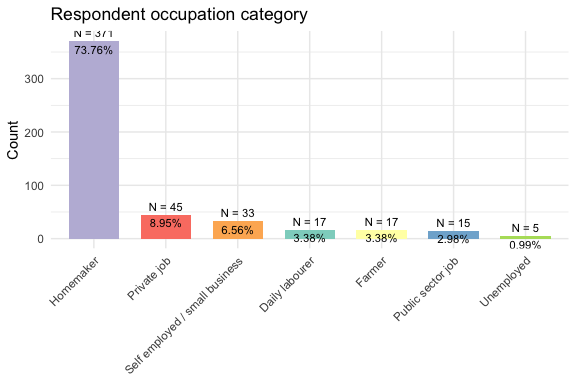 Respondent occupation category
Count
300
200
100
0
N = 371
73.76%
N = 45
8.95%
N = 33
6.56%
N = 17
3.38%
N = 17
3.38%
N = 15
2.98%
N = 5
0.99%
Homemaker
Private job
Self employed / small business
Daily labourer
Farmer
Public sector job
Unemployed